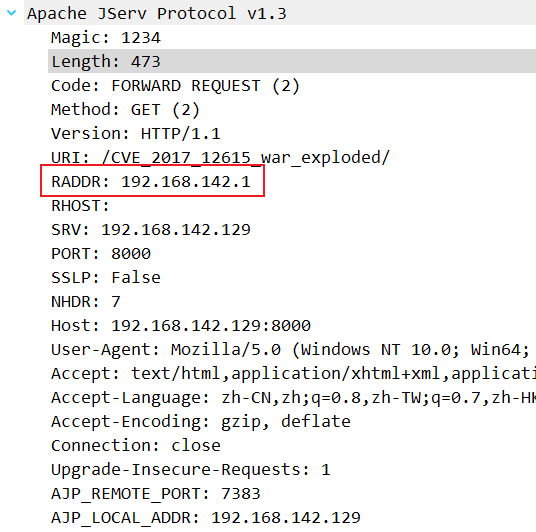 Apache JServ Protocol v1.3
Magic: 1234
Length: 473
Code: FORWARD REQUEST (2)
Method: GET (2)
Version: HTTP/1.1
URI: /CVE_2017_12615_war_exploded/
RADDR: 192.168.142.1
RHOST:
SRV: 192.168.142.129
PORT: 8000
SSLP: False
NHDR: 7
Host: 192.168.142.129:8000
User-Agent: Mozilla/5.0 (Windows NT 10.0; Win64;
Accept: text/html,application/xhtml+xml,applicati
Accept-Language: zh-CN,zh;q=0.8,zh-TW;q=0.7,zh-HK
Accept-Encoding: gzip, deflate
Connection: close
Upgrade-Insecure-Requests: 1
AJP_REMOTE_PORT: 7383
AJP_LOCAL_ADDR: 192.168.142.129